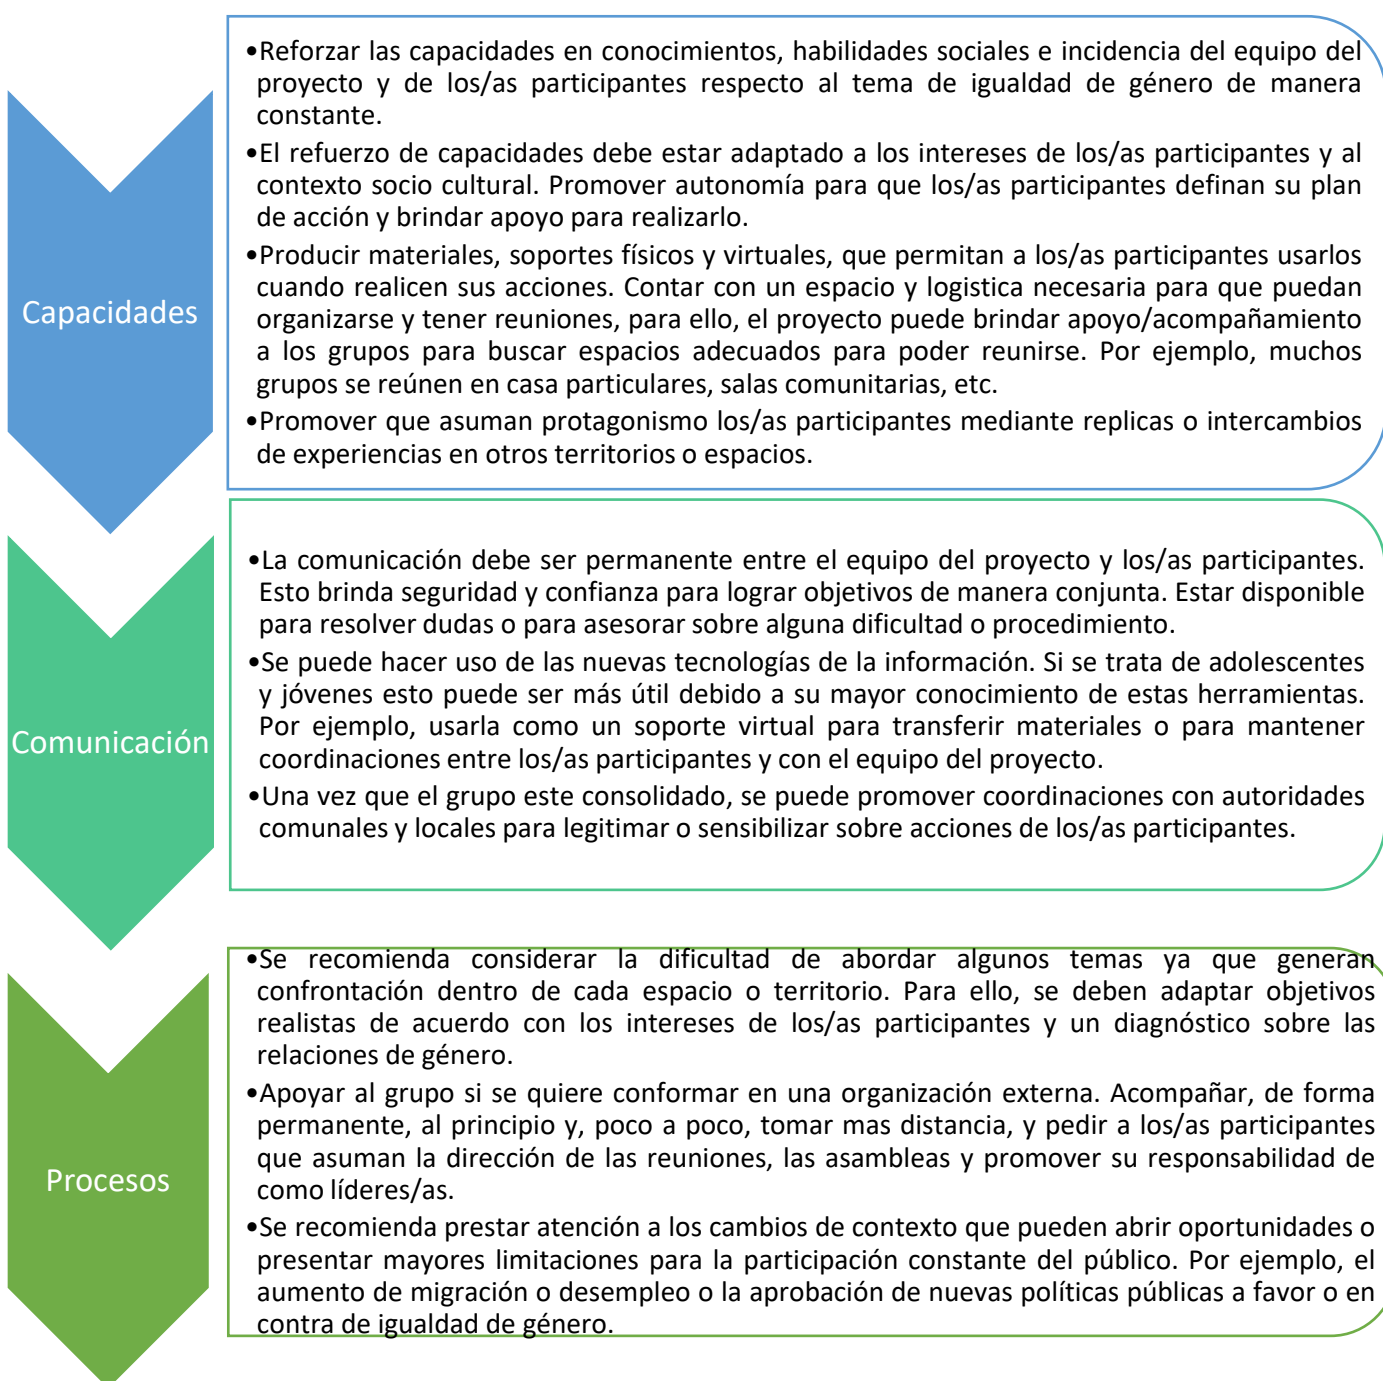 Capacidades
•Reforzar las capacidades en conocimientos, habilidades sociales e incidencia del equipo del
proyecto y de los/as participantes respecto al tema de igualdad de género de manera
constante.
•El refuerzo de capacidades debe estar adaptado a los intereses de los/as participantes y al
contexto socio cultural. Promover autonomía para que los/as participantes definan su plan
de acción y brindar apoyo para realizarlo.
•Producir materiales, soportes físicos y virtuales, que permitan a los/as participantes usarlos
cuando realicen sus acciones. Contar con un espacio y logistica necesaria para que puedan
organizarse y tener reuniones, para ello, el proyecto puede brindar apoyo/acompañamiento
a los grupos para buscar espacios adecuados para poder reunirse. Por ejemplo, muchos
grupos se reúnen en casa particulares, salas comunitarias, etc.
•Promover que asuman protagonismo los/as participantes mediante replicas o intercambios
de experiencias en otros territorios o espacios.
Comunicación
•La comunicación debe ser permanente entre el equipo del proyecto y los/as participantes.
Esto brinda seguridad y confianza para lograr objetivos de manera conjunta. Estar disponible
para resolver dudas o para asesorar sobre alguna dificultad o procedimiento.
•Se puede hacer uso de las nuevas tecnologías de la información. Si se trata de adolescentes
y jóvenes esto puede ser más útil debido a su mayor conocimiento de estas herramientas.
Por ejemplo, usarla como un soporte virtual para transferir materiales o para mantener
coordinaciones entre los/as participantes y con el equipo del proyecto.
•Una vez que el grupo este consolidado, se puede promover coordinaciones con autoridades
comunales y locales para legitimar o sensibilizar sobre acciones de los/as participantes.
Procesos
•Se recomienda considerar la dificultad de abordar algunos temas ya que generan
confrontación dentro de cada espacio o territorio. Para ello, se deben adaptar objetivos
realistas de acuerdo con los intereses de los/as participantes y un diagnóstico sobre las
relaciones de género.
•Apoyar al grupo si se quiere conformar en una organización externa. Acompañar, de forma
permanente, al principio y, poco a poco, tomar mas distancia, y pedir a los/as participantes
que asuman la dirección de las reuniones, las asambleas y promover su responsabilidad de
como líderes/as.
•Se recomienda prestar atención a los cambios de contexto que pueden abrir oportunidades o
presentar mayores limitaciones para la participación constante del público. Por ejemplo, el
aumento de migración o desempleo o la aprobación de nuevas políticas públicas a favor o en
contra de igualdad de género.